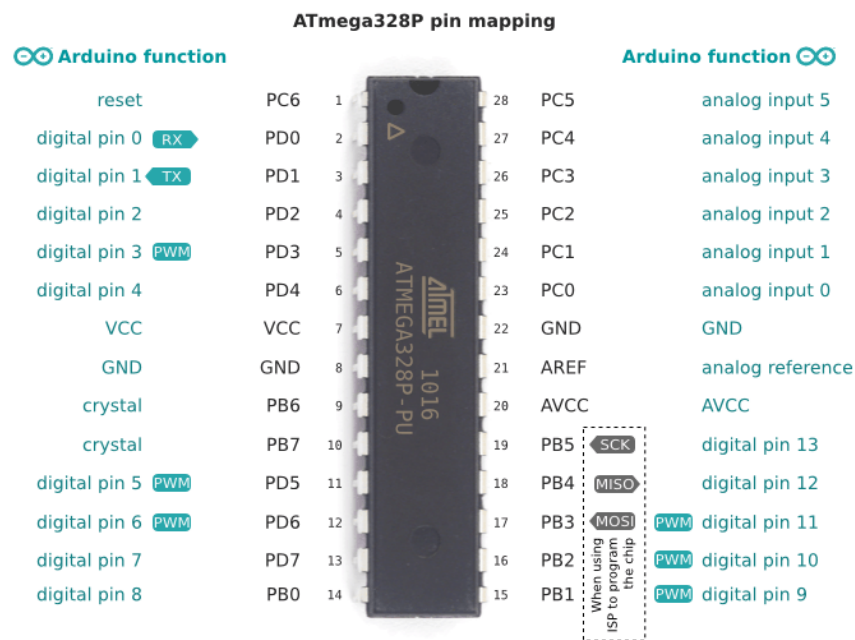 ATmega328P pin mapping
Arduino function
Arduino function
reset PC6 1 28 PC5 analog input 5
digital pin 0 RX PD0 2 27 PC4 analog input 4
digital pin 1 TX PD1 3 26 PC3 analog input 3
digital pin 2 PD2 4 25 PC2 analog input 2
digital pin 3 PWM PD3 5 24 PC1 analog input 1
digital pin 4 PD4 6 23 PC0 analog input 0
VCC VCC 7 22 GND GND
GND GND 8 21 AREF analog reference
crystal PB6 9 20 AVCC AVCC
crystal PB7 10 19 PB5 SCK digital pin 13
digital pin 5 PWM PD5 11 18 PB4 MISO digital pin 12
digital pin 6 PWM PD6 12 17 PB3 MOSI PWM digital pin 11
digital pin 7 PD7 13 16 PB2 PWM digital pin 10
digital pin 8 PB0 14 15 PB1 PWM digital pin 9
When using
ISP to program
the chip
ATMEL 1016
ATMEGA328P-PU